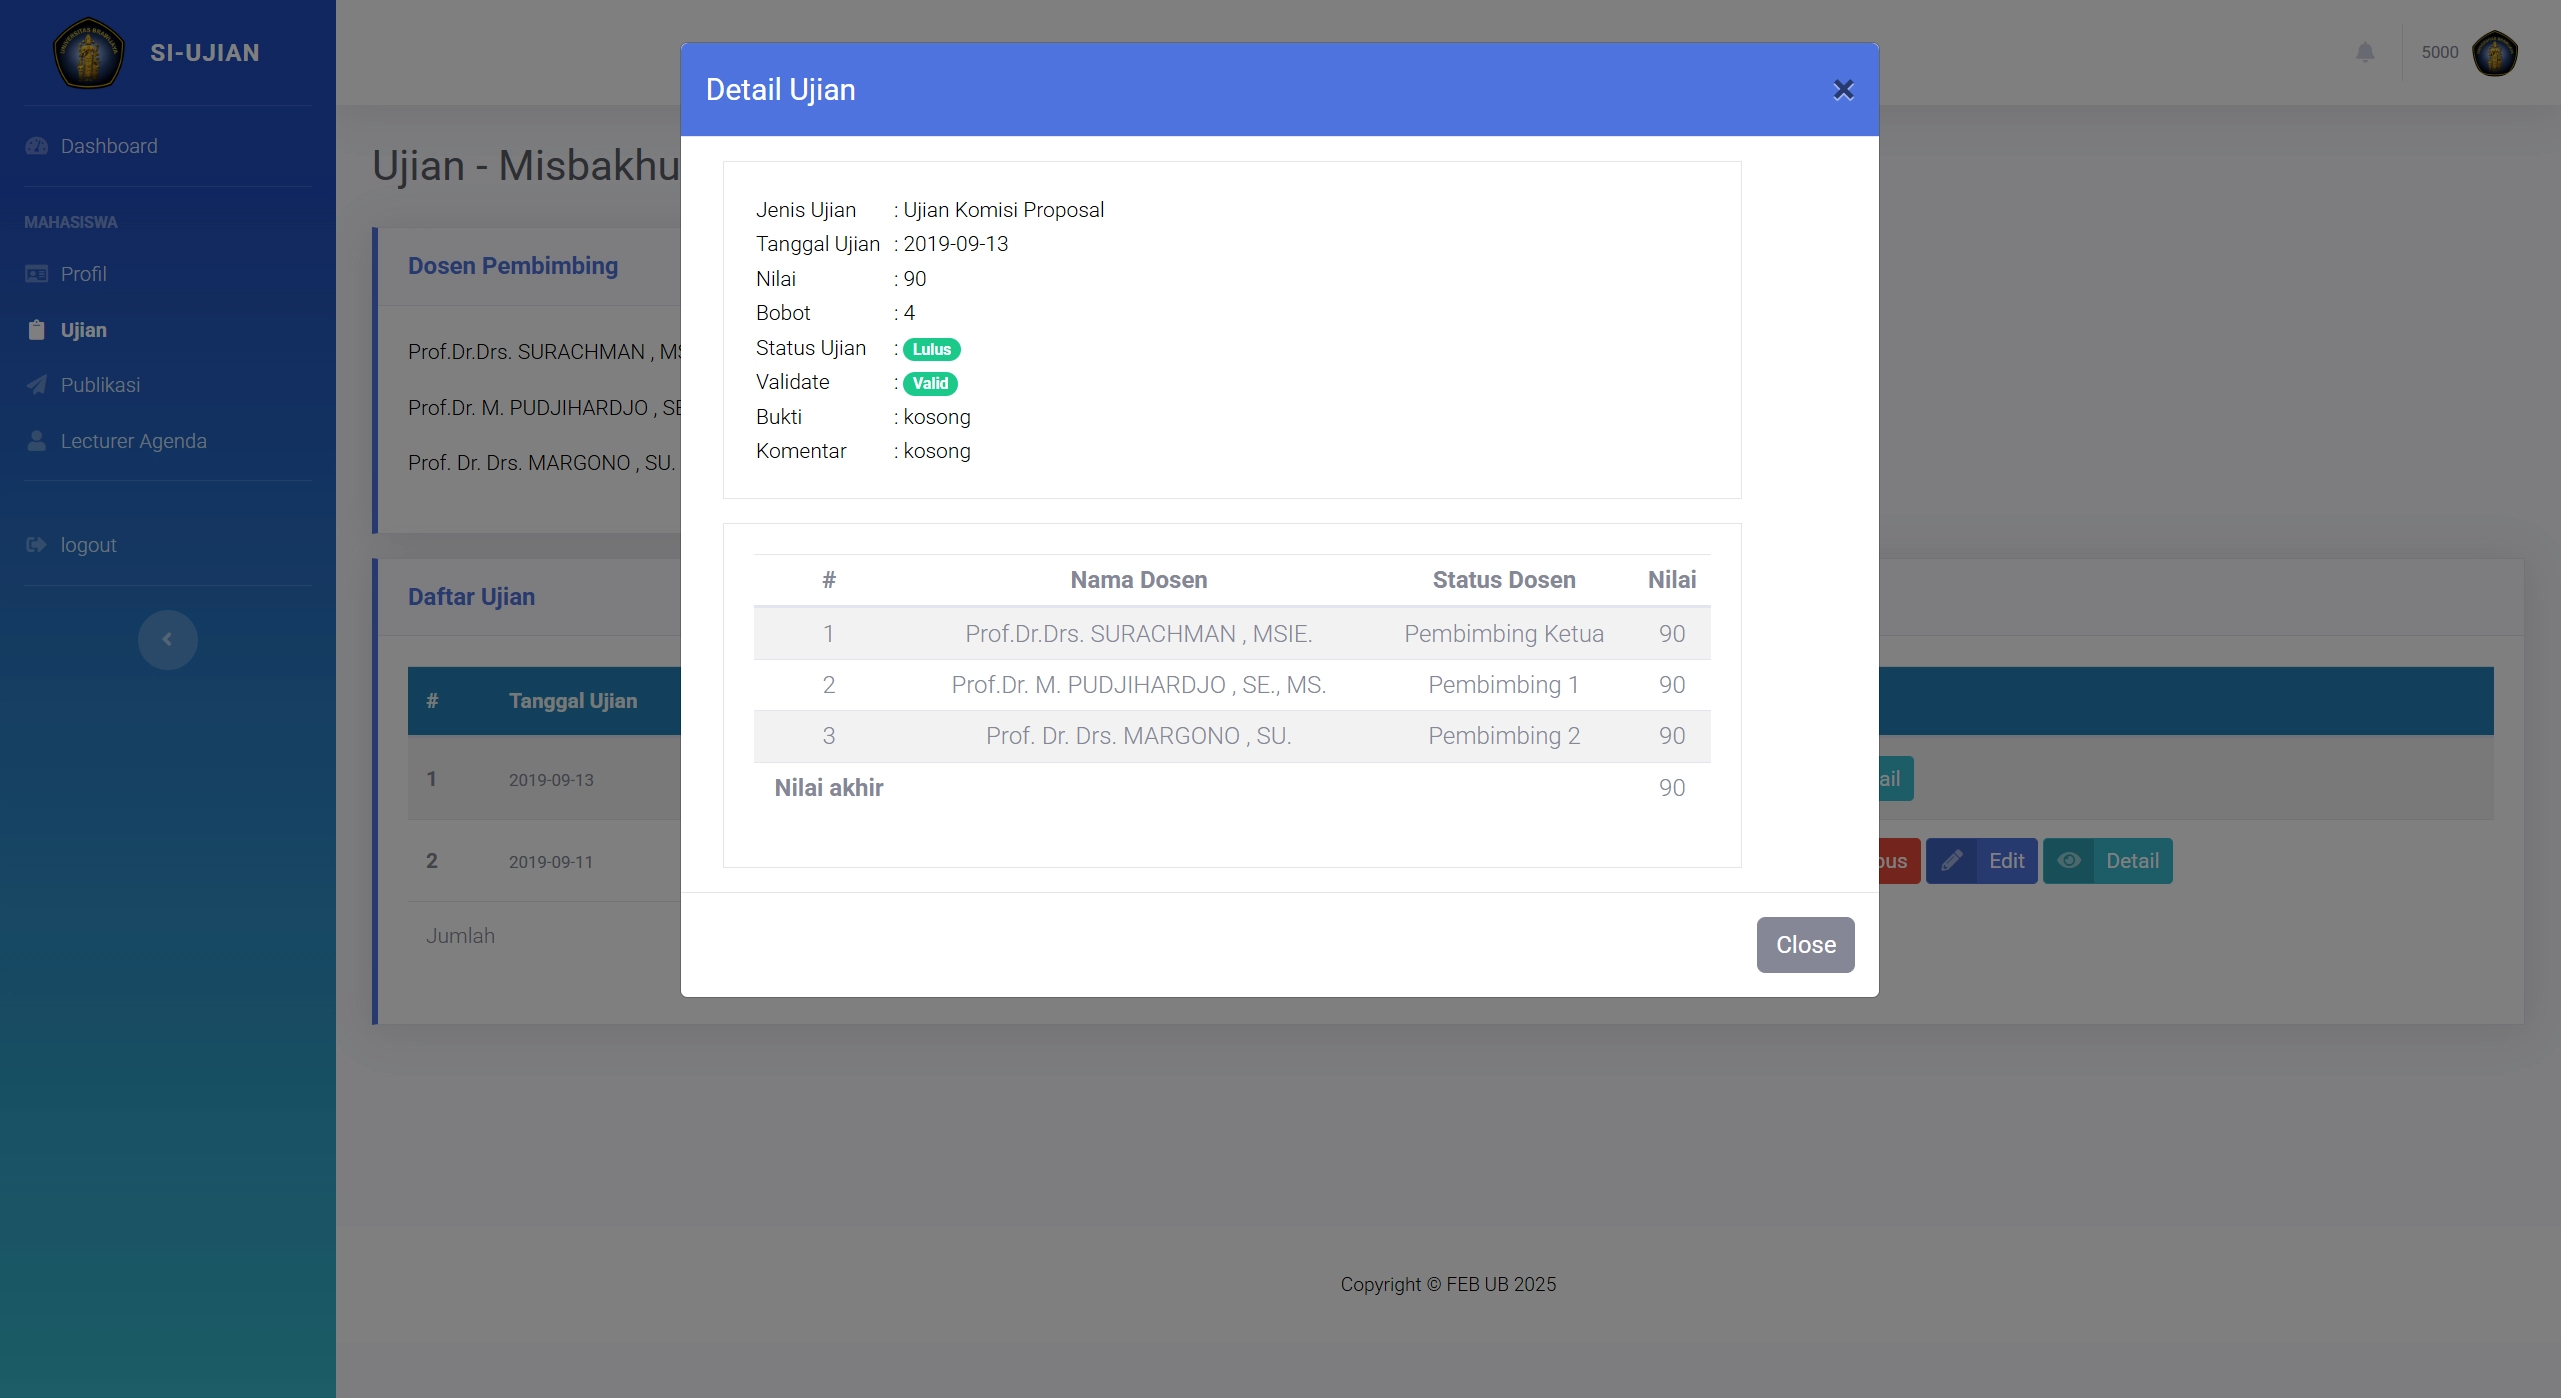 SI-UJIAN
5000
Dashboard
MAHASISWA
Profil
Ujian
Publikasi
Lecturer Agenda
logout
Ujian - Misbakhu
Dosen Pembimbing
Prof.Dr.Drs. SURACHMAN , MS
Prof.Dr. M. PUDJIHARDJO , SE
Prof. Dr. Drs. MARGONO , SU.
Daftar Ujian
# Tanggal Ujian
1 2019-09-13 ail
2 2019-09-11 ous Edit Detail
Jumlah
Detail Ujian
Jenis Ujian : Ujian Komisi Proposal
Tanggal Ujian : 2019-09-13
Nilai : 90
Bobot : 4
Status Ujian : Lulus
Validate : Valid
Bukti : kosong
Komentar : kosong
# Nama Dosen Status Dosen Nilai
1 Prof.Dr.Drs. SURACHMAN , MSIE. Pembimbing Ketua 90
2 Prof.Dr. M. PUDJIHARDJO , SE., MS. Pembimbing 1 90
3 Prof. Dr. Drs. MARGONO , SU. Pembimbing 2 90
Nilai akhir 90
Close
Copyright © FEB UB 2025